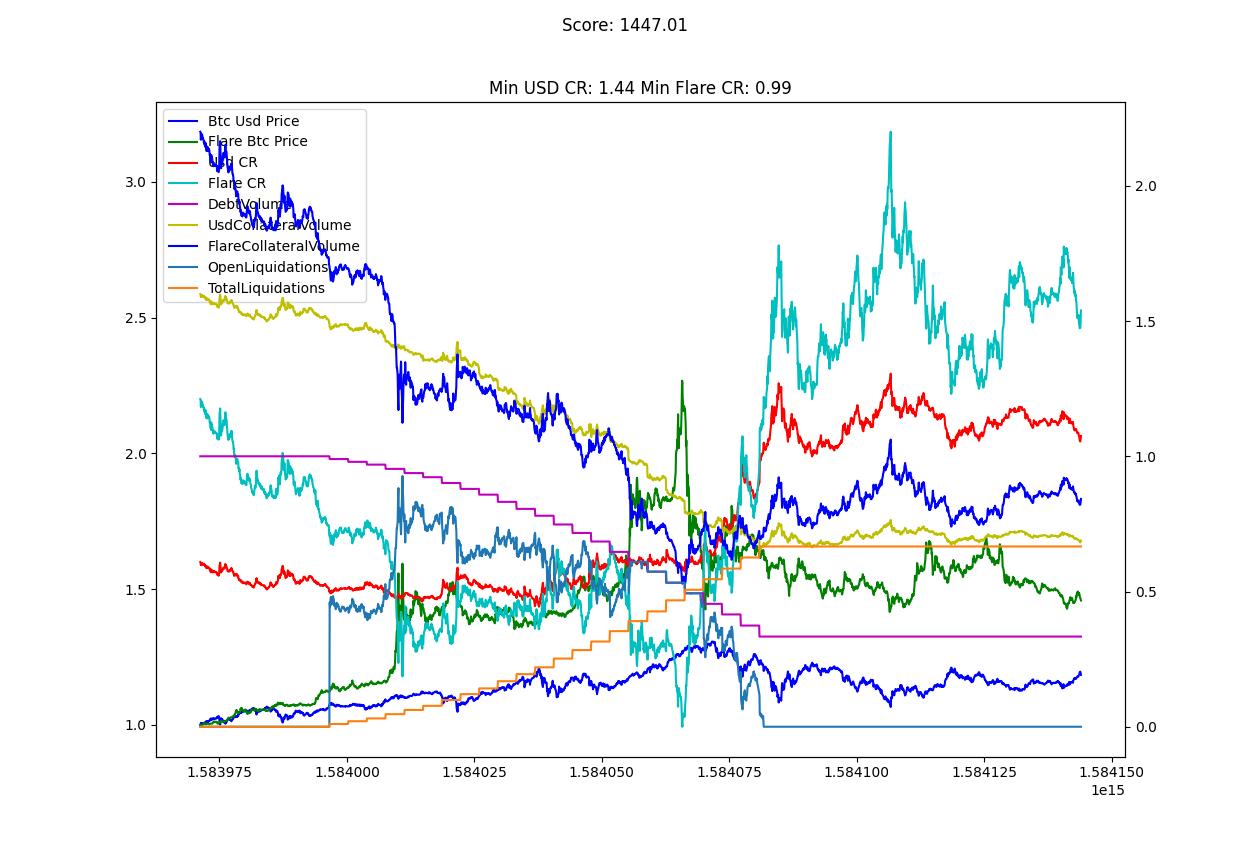 Score: 1447.01
Min USD CR: 1.44 Min Flare CR: 0.99
Btc Usd Price
Flare Btc Price
Usd CR
Flare CR
DebtVolume
UsdCollateralVolume
FlareCollateralVolume
OpenLiquidations
TotalLiquidations
3.0
2.5
2.0
1.5
1.0
2.0
1.5
1.0
0.5
0.0
1.583975 1.584000 1.584025 1.584050 1.584075 1.584100 1.584125 1.584150
1e15